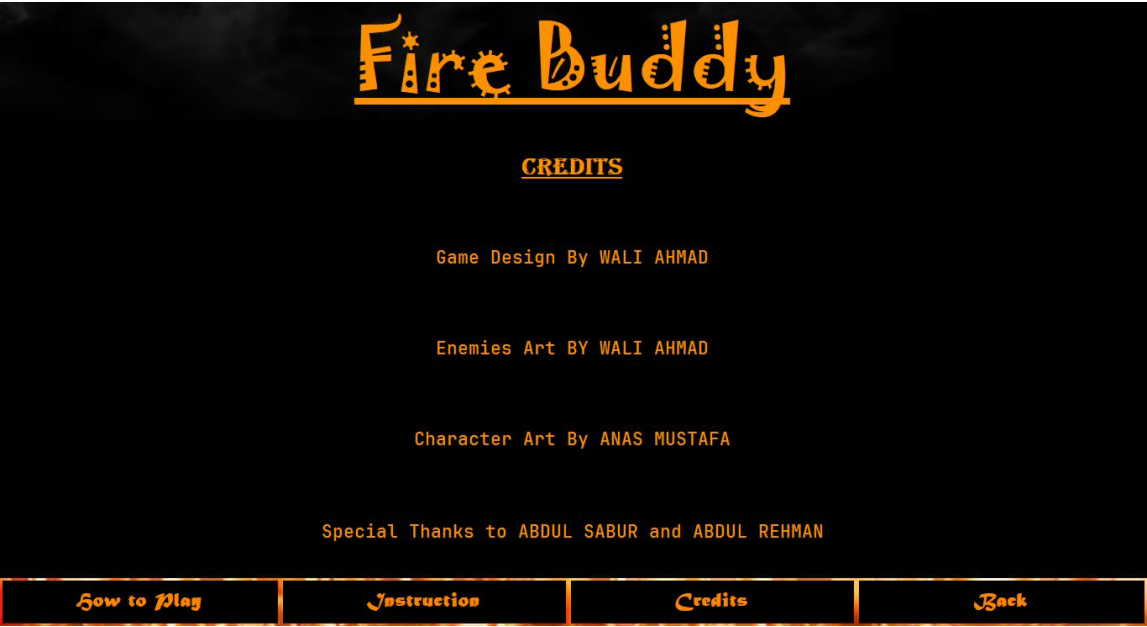 Fire Buddy
CREDITS
Game Design By WALI AHMAD
Enemies Art BY WALI AHMAD
Character Art By ANAS MUSTAFA
Special Thanks to ABDUL SABUR and ABDUL REHMAN
How to Play
Instruction
Credits
Back